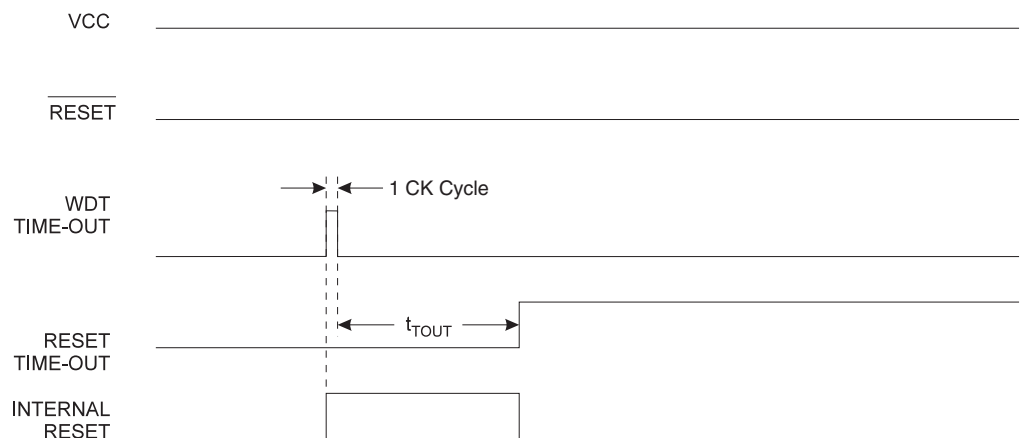 VCC
RESET
1 CK Cycle
WDT
TIME-OUT
tTOUT
RESET
TIME-OUT
INTERNAL
RESET